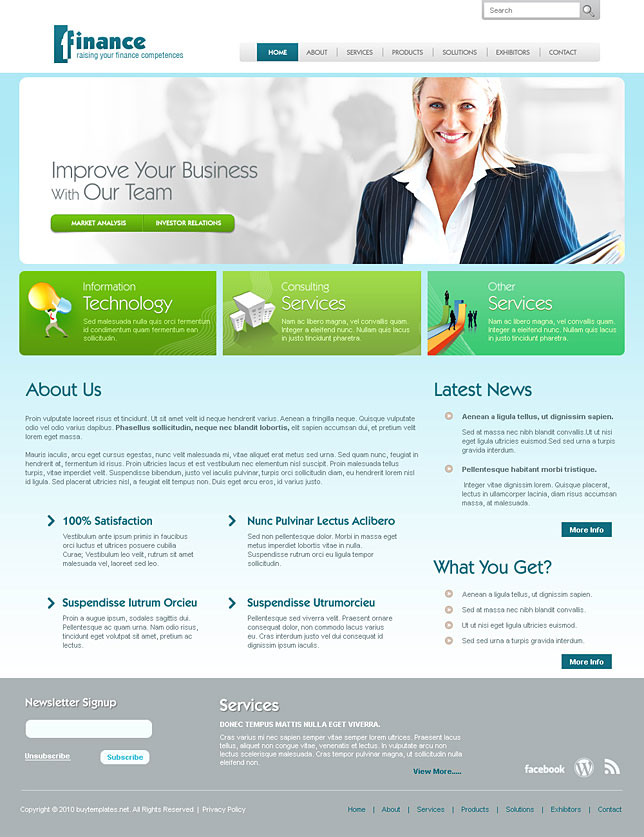 Search
finance
raising your finance competences
HOME
ABOUT
SERVICES
PRODUCTS
SOLUTIONS
EXHIBITORS
CONTACT
Improve Your Business
With Our Team
MARKET ANALYSIS
INVESTOR RELATIONS
Information
Technology
Sed malesuada nulla quis orci fermentum
id condimentum quam fermentum ean
sollicitudin.
Consulting
Services
Nam ac libero magna, vel convallis quam.
Integer a eleifend nunc. Nullam quis lacus
in justo tincidunt pharetra.
Other
Services
Nam ac libero magna, vel convallis quam.
Integer a eleifend nunc. Nullam quis lacus
in justo tincidunt pharetra.
About Us
Proin vulputate laoreet risus et tincidunt. Ut sit amet velit id neque hendrerit varius. Aenean a fringilla neque. Quisque vulputate
odio vel odio varius dapibus. Phasellus sollicitudin, neque nec blandit lobortis, elit sapien accumsan dui, et pretium velit
lorem eget massa.
Mauris iaculis, arcu eget cursus egestas, nunc velit malesuada mi, vitae aliquat erat metus sed urna. Sed quam nunc, feugiat in
hendrerit at, fermentum id risus. Proin ultricies lacus et est vestibulum nec elementum nisl suscipit. Proin malesuada tellus
turpis, vitae imperdiet velit. Suspendisse bibendum, justo vel iaculis pulvinar, turpis orci sollicitudin diam, eu hendrerit lorem nisl
id ligula. Sed placerat ultricies nisl, a feugiat elit tempus non. Duis eget arcu eros, id varius justo.
100% Satisfaction
Vestibulum ante ipsum primis in faucibus
orci luctus et ultrices posuere cubilia
Curae; Vestibulum leo velit, rutrum sit amet
malesuada vel, laoreet sed leo.
Nunc Pulvinar Lectus Aclibero
Sed non pellentesque dolor. Morbi in massa eget
metus imperdet lobortis vitae in nulla.
Suspendisse rutrum orci eu ligula tempor
sollicitudin.
Suspendisse Iutrum Orcieu
Proin a augue ipsum, sodales sagittis dui.
Pellentesque ac quam urna. Nam odio risus,
tincidunt eget volutpat sit amet, pretium ac
lectus.
Suspendisse Utrumorcieu
Pellentesque sed viverra velit. Praesent ornare
consequat dolor, non commodo lacus varius
eu. Cras interdum justo vel dui consequat id
dignissim ipsum iaculis.
Latest News
Aenean a ligula tellus, ut dignissim sapien.
Sed at massa nec nibh blandit convallis.Ut ut nisi
eget ligula ultricies euismod.Sed sed urna a turpis
gravida interdum.
Pellentesque habitant morbi tristique.
Integer vitae dignissim lorem. Quisque placerat,
lectus in ullamcorper lacinia, diam risus accumsan
massa, at malesuada.
More Info
What You Get?
Aenean a ligula tellus, ut dignissim sapien.
Sed at massa nec nibh blandit convallis.
Ut ut nisi eget ligula ultricies euismod.
Sed sed urna a turpis gravida interdum.
More Info
Newsletter Signup
Unsubscribe
Subscribe
Services
DONEC TEMPUS MATTIS NULLA EGET VIVERRA.
Cras varius mi nec sapien semper vitae semper lorem ultrices. Praesent lacus
tellus, aliquet non congue vitae, venenatis et lectus. In vulputate arcu non
lectus scelerisque malesuada. Cras tempor pulvinar magna, ut sollicitudin nulla
eleifend non.
View More.....
facebook
Copyright © 2010 buytemplates.net. All Rights Reserved | Privacy Policy
Home | About | Services | Products | Solutions | Exhibitors | Contact